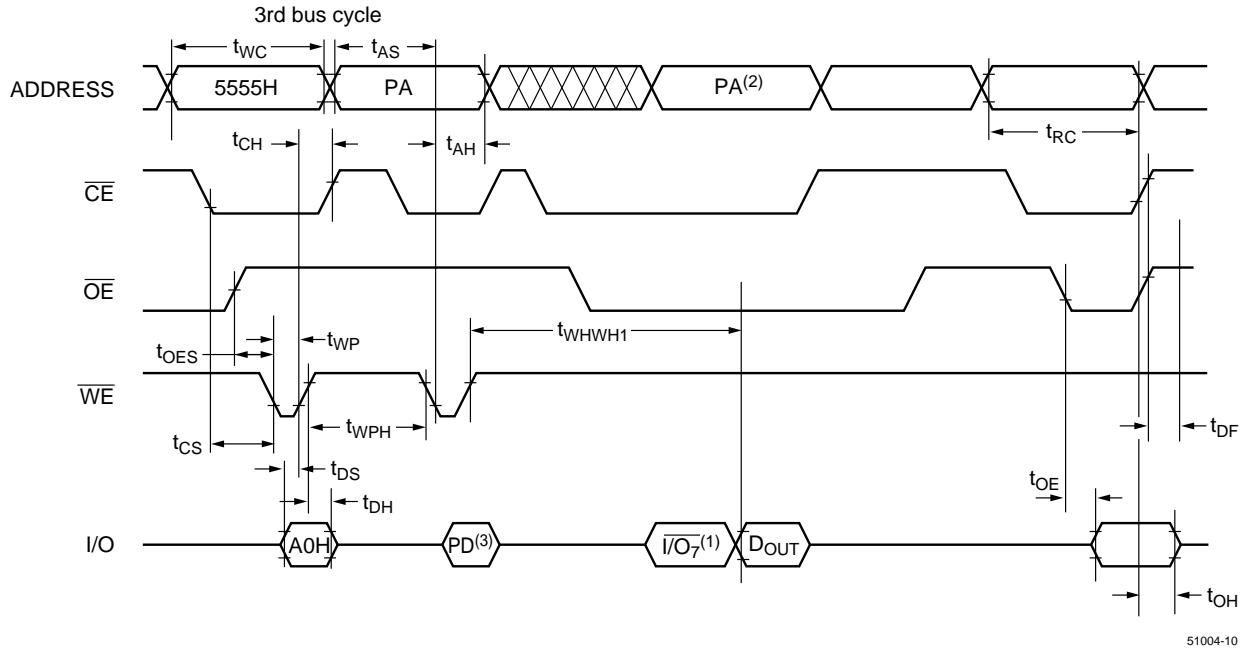 3rd bus cycle
tWC
tAS
ADDRESS
5555H
PA
PA(2)
tCH
tAH
tRC
CE
OE
tWHWH1
tWP
tOES
WE
tWPH
tDF
tCS
tDS
tOE
tDH
I/O
A0H
PD(3)
I/O7(1)
DOUT
tOH
51004-10